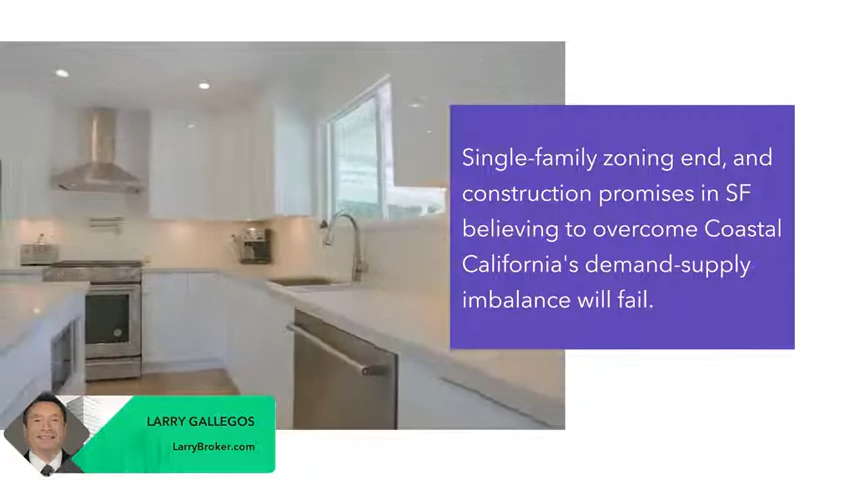 Single-family zoning end, and
construction promises in SF
believing to overcome Coastal
California's demand-supply
imbalance will fail.
LARRY GALLEGOS
LarryBroker.com